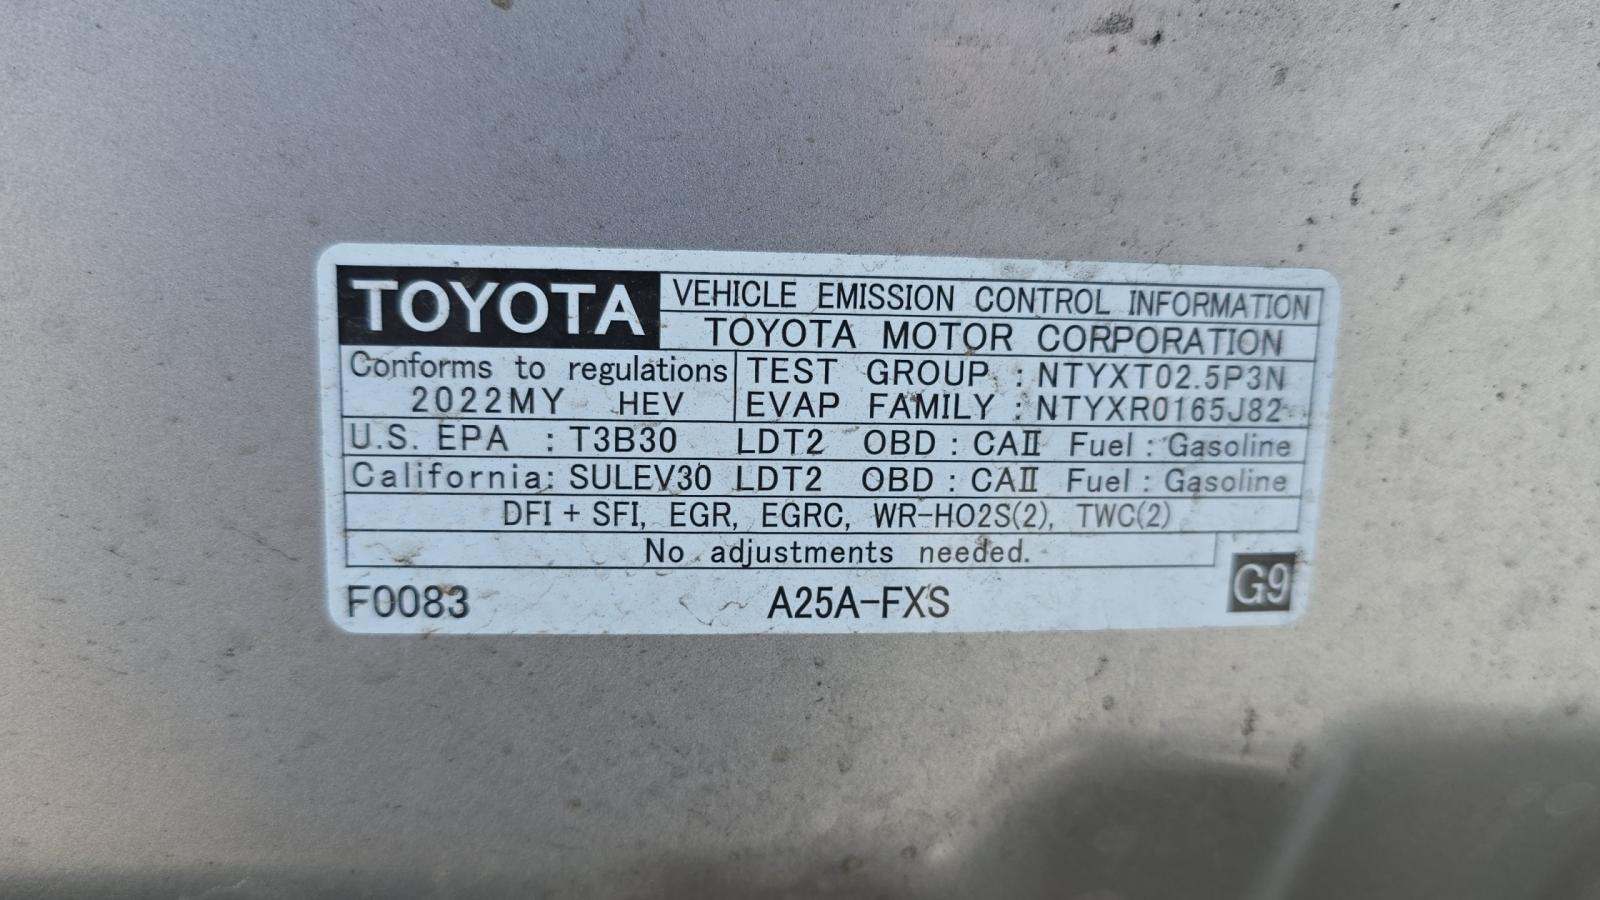 TOYOTA
VEHICLE EMISSION CONTROL INFORMATION
TOYOTA MOTOR CORPORATION
Conforms to regulations
2022MY HEV
TEST GROUP : NTYXT02.5P3N
EVAP FAMILY : NTYXR0165J82
U.S. EPA : T3B30 LDT2 OBD : CAⅡ Fuel : Gasoline
California: SULEV30 LDT2 OBD : CAⅡ Fuel : Gasoline
DFI + SFI, EGR, EGRC, WR-HO2S(2), TWC(2)
No adjustments needed.
F0083 A25A-FXS G9